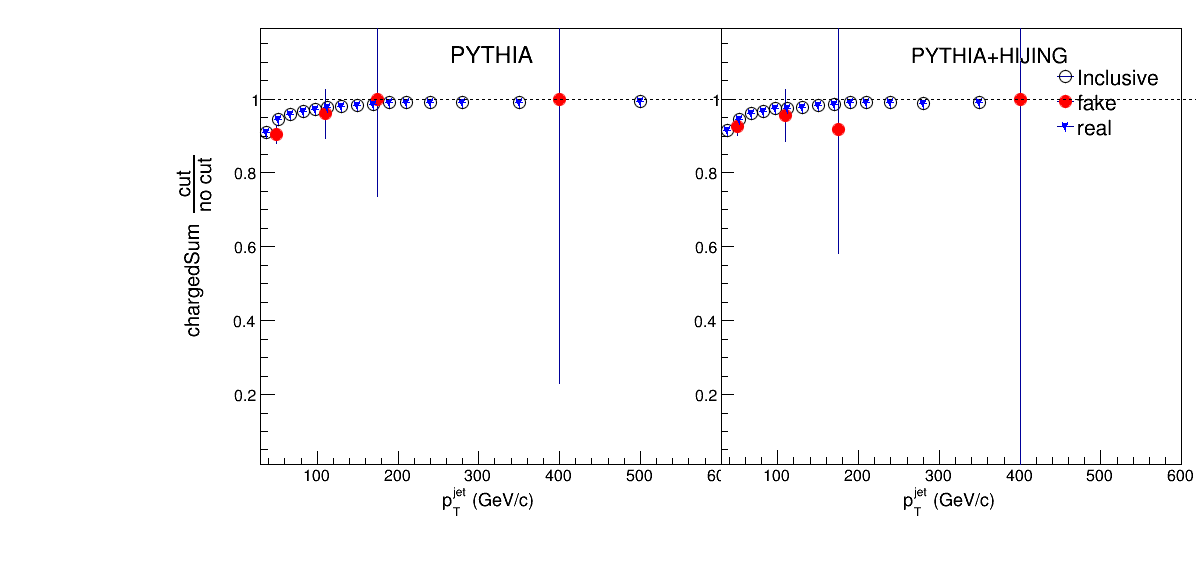 PYTHIA
PYTHIA+HIJING
Inclusive
fake
real
chargedSum cut
no cut
1
0.8
0.6
0.4
0.2
1
0.8
0.6
0.4
0.2
100 200 300 400 500 60
100 200 300 400 500 600
p_T^jet (GeV/c)
p_T^jet (GeV/c)